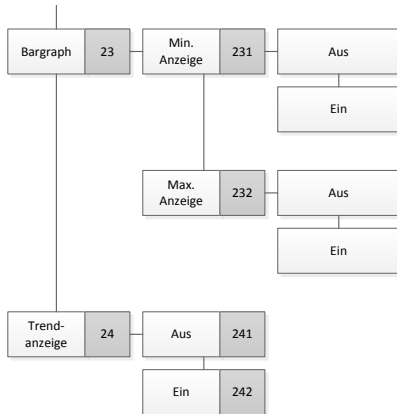 Bargraph 23 Min. Anzeige 231 Aus
Ein
Max. Anzeige 232 Aus
Ein
Trend-
anzeige 24 Aus 241
Ein 242